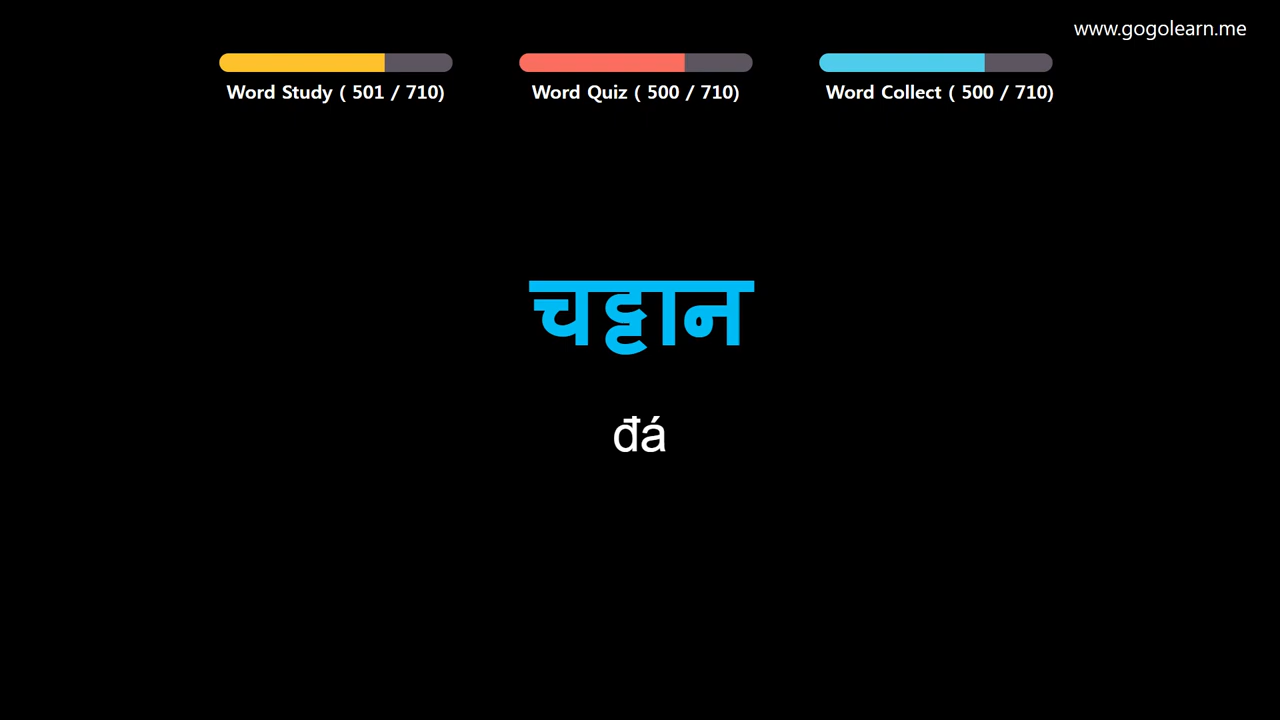 www.gogolearn.me
Word Study ( 501 / 710)
Word Quiz ( 500 / 710)
Word Collect ( 500 / 710)
चट्टान
đá